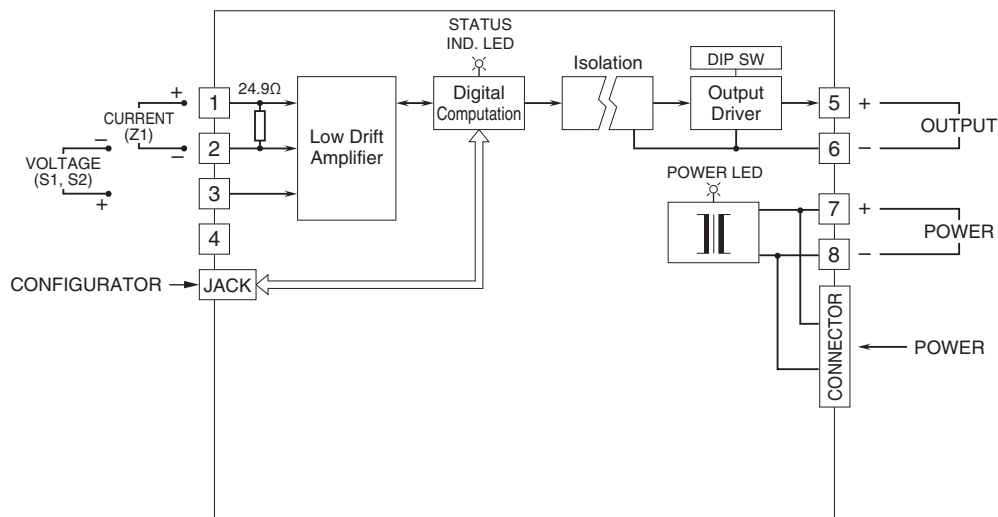 STATUS
IND. LED
DIP SW
Isolation
24.9Ω
1
+
CURRENT
(Z1)
–
2
–
VOLTAGE
(S1, S2)
+
3
4
Low Drift
Amplifier
Digital
Computation
Output
Driver
5
+
OUTPUT
6
–
POWER LED
7
+
POWER
8
–
CONFIGURATOR
JACK
CONNECTOR
POWER